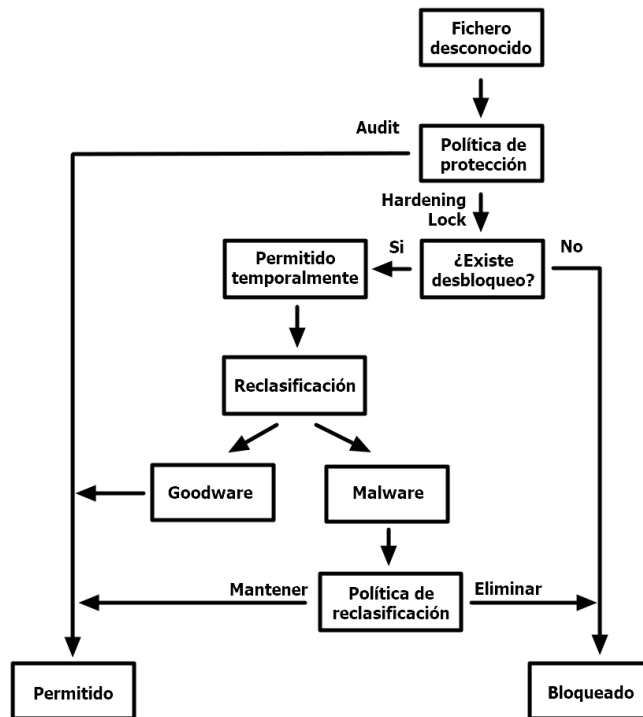 Fichero
desconocido
Audit
Política de
protección
Hardening
Lock
Si
¿Existe
desbloqueo?
No
Permitido
temporalmente
Reclasificación
Goodware
Malware
Mantener
Política de
reclasificación
Eliminar
Permitido
Bloqueado